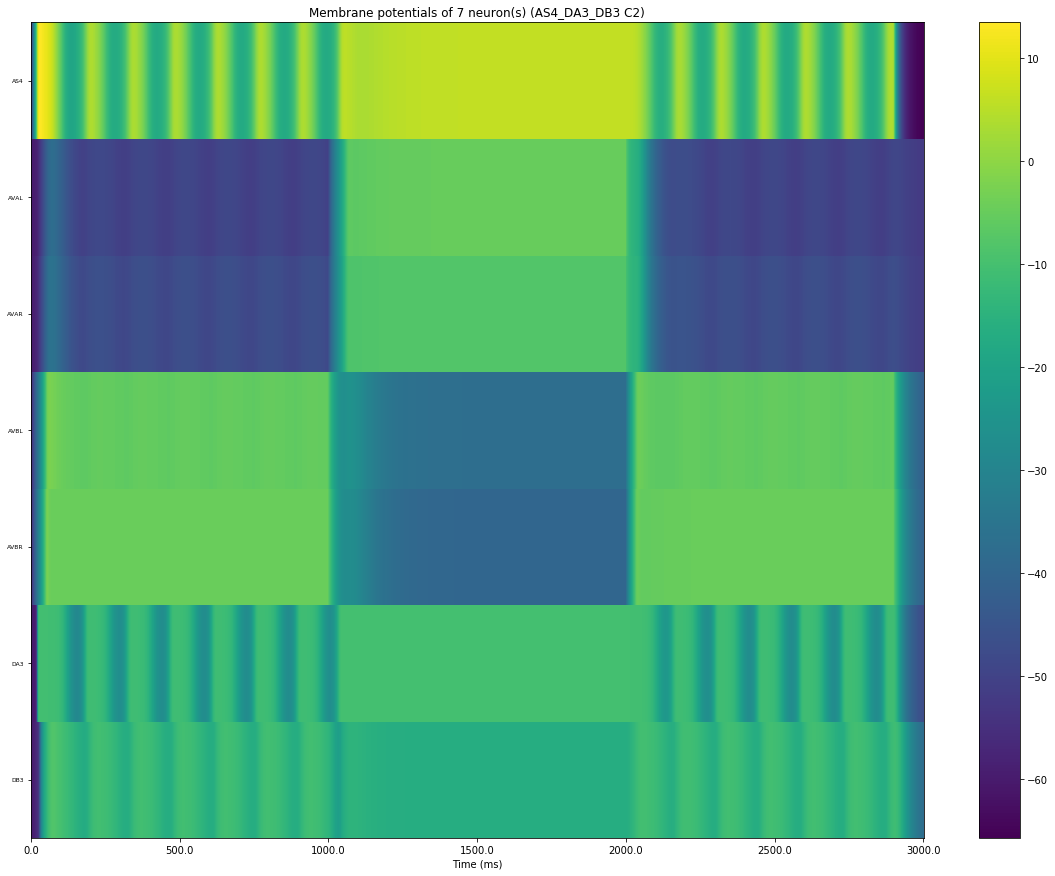 Membrane potentials of 7 neuron(s) (AS4_DA3_DB3 C2)
AS4
AVAL
AVAR
AVBL
AVBR
DA3
DB3
0.0 500.0 1000.0 1500.0 2000.0 2500.0 3000.0
Time (ms)
10
0
−10
−20
−30
−40
−50
−60